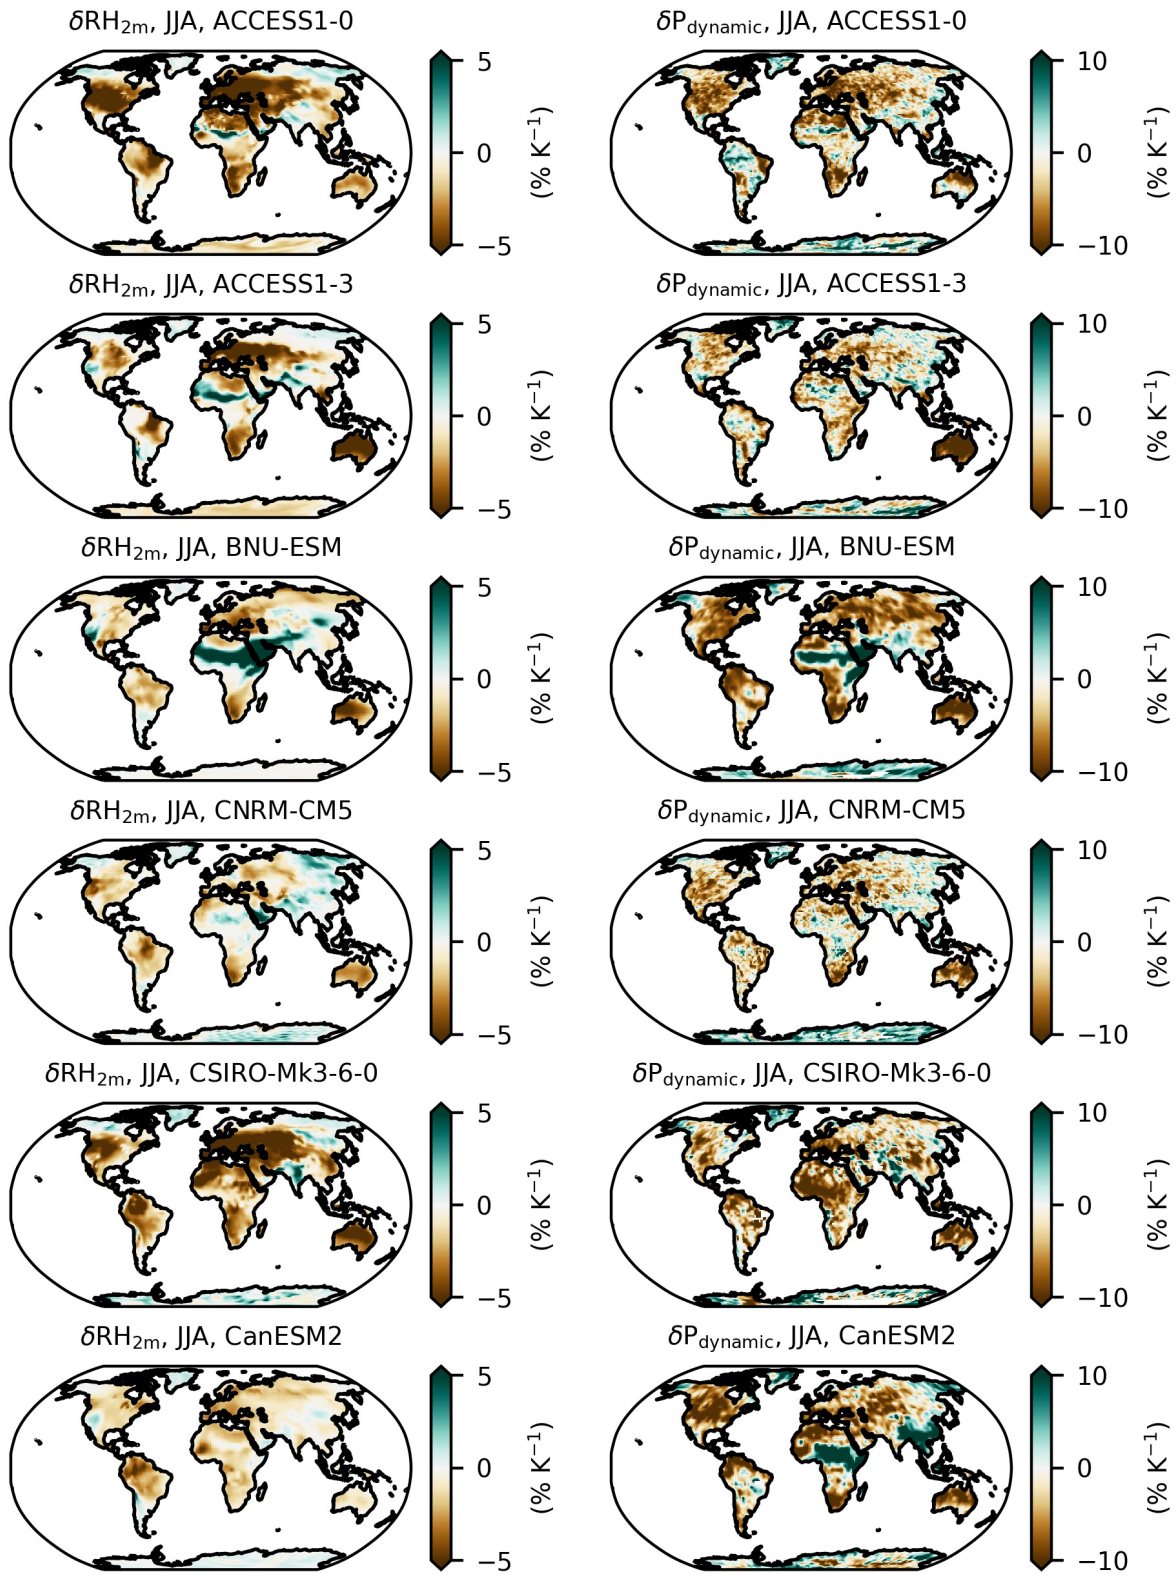 δRH2m, JJA, ACCESS1-0
δPdynamic, JJA, ACCESS1-0
5
0
−5
(% K−1)
10
0
−10
(% K−1)
δRH2m, JJA, ACCESS1-3
δPdynamic, JJA, ACCESS1-3
5
0
−5
(% K−1)
10
0
−10
(% K−1)
δRH2m, JJA, BNU-ESM
δPdynamic, JJA, BNU-ESM
5
0
−5
(% K−1)
10
0
−10
(% K−1)
δRH2m, JJA, CNRM-CM5
δPdynamic, JJA, CNRM-CM5
5
0
−5
(% K−1)
10
0
−10
(% K−1)
δRH2m, JJA, CSIRO-Mk3-6-0
δPdynamic, JJA, CSIRO-Mk3-6-0
5
0
−5
(% K−1)
10
0
−10
(% K−1)
δRH2m, JJA, CanESM2
δPdynamic, JJA, CanESM2
5
0
−5
(% K−1)
10
0
−10
(% K−1)